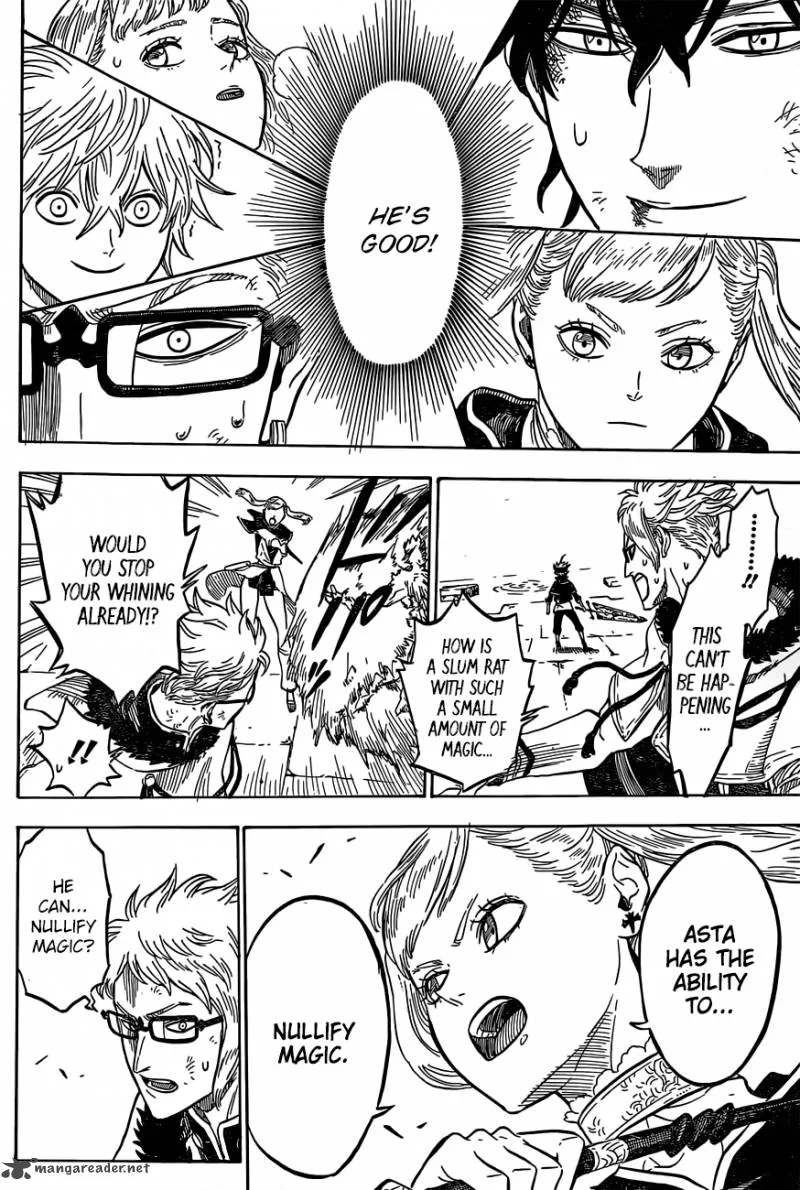 HE'S
GOOD!
.........!!
THIS
CAN'T
BE HAP-
PENING
...
HOW IS
A SLUM RAT
WITH SUCH
A SMALL
AMOUNT OF
MAGIC...
WOULD
YOU STOP
YOUR WHINING
ALREADY!?
!!
ASTA
HAS THE
ABILITY
TO...
NULLIFY
MAGIC.
HE
CAN...
NULLIFY
MAGIC?
mangareader.net